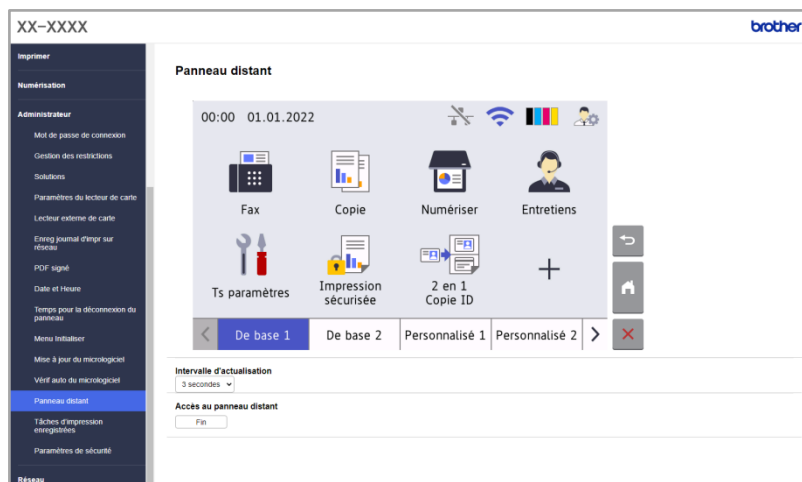 XX-XXXX
brother
Imprimer
Numérisation
Administrateur
Mot de passe de connexion
Gestion des restrictions
Solutions
Paramètres du lecteur de carte
Lecteur externe de carte
Enreg journal d'impr sur
réseau
PDF signé
Date et Heure
Temps pour la déconnexion du
panneau
Menu Initialiser
Mise à jour du micrologiciel
Vérif auto du micrologiciel
Panneau distant
Tâches d'impression
enregistrées
Paramètres de sécurité
Réseau
Panneau distant
00:00 01.01.2022
Fax
Copie
Numériser
Entretiens
Ts paramètres
Impression
sécurisée
2 en 1
Copie ID
De base 1
De base 2
Personnalisé 1
Personnalisé 2
Intervalle d'actualisation
3 secondes
Accès au panneau distant
Fin